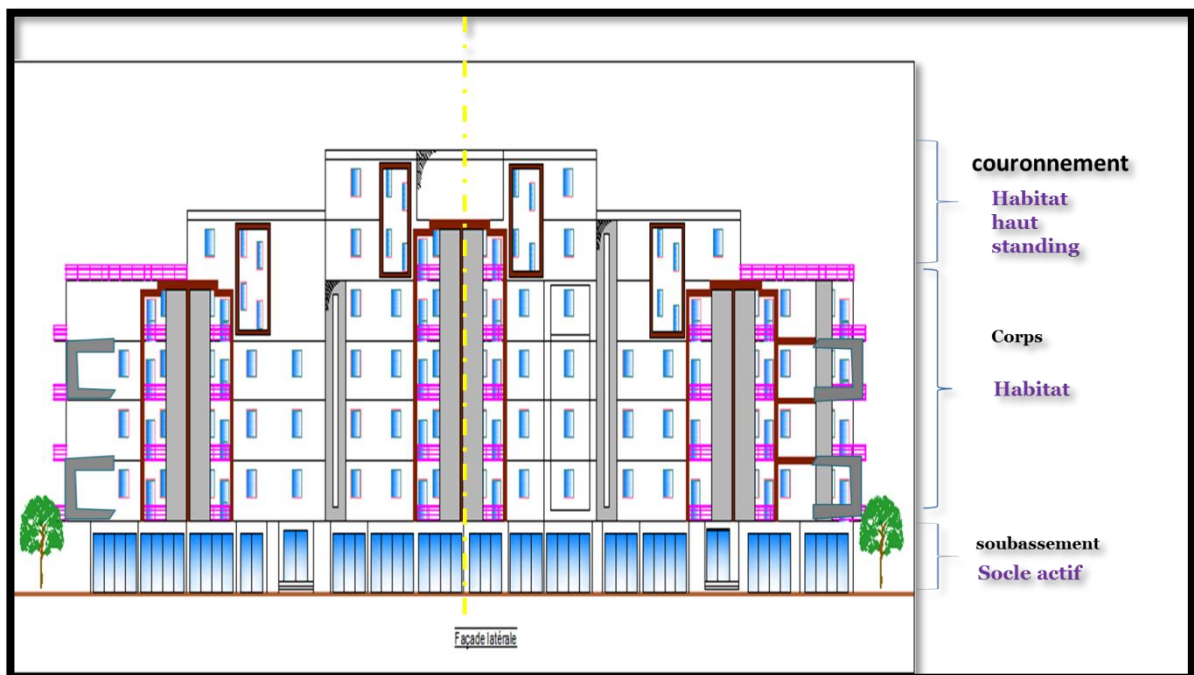 couronnement
Habitat
haut
standing
Corps
Habitat
soubassement
Socle actif
Façade latérale